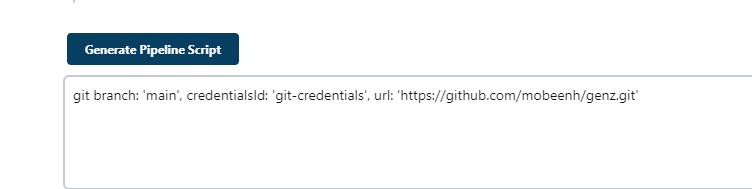 Generate Pipeline Script
git branch: 'main', credentialsId: 'git-credentials', url: 'https://github.com/mobeenh/genz.git'